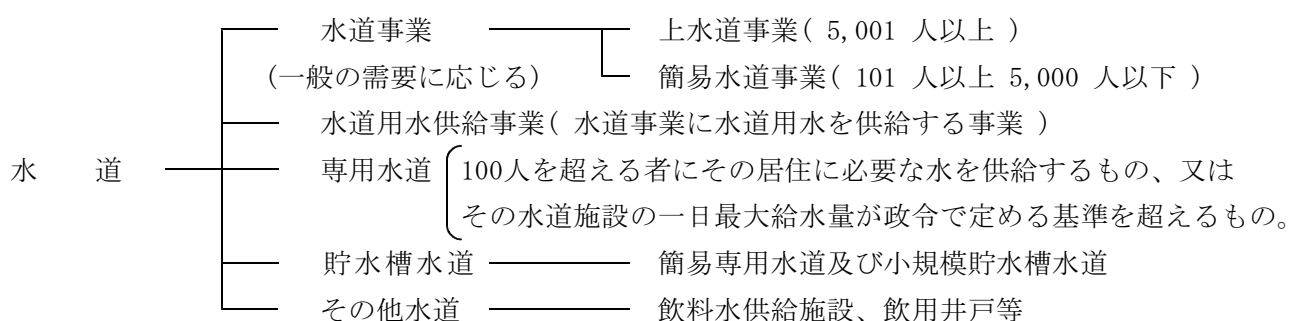 水道事業 上水道事業( 5,001 人以上 )
(一般の需要に応じる) 簡易水道事業( 101 人以上 5,000 人以下 )
水道用水供給事業( 水道事業に水道用水を供給する事業 )
水 道 専用水道 100人を超える者にその居住に必要な水を供給するもの、又は
その水道施設の一日最大給水量が政令で定める基準を超えるもの。
貯水槽水道 簡易専用水道及び小規模貯水槽水道
その他水道 飲料水供給施設、飲用井戸等